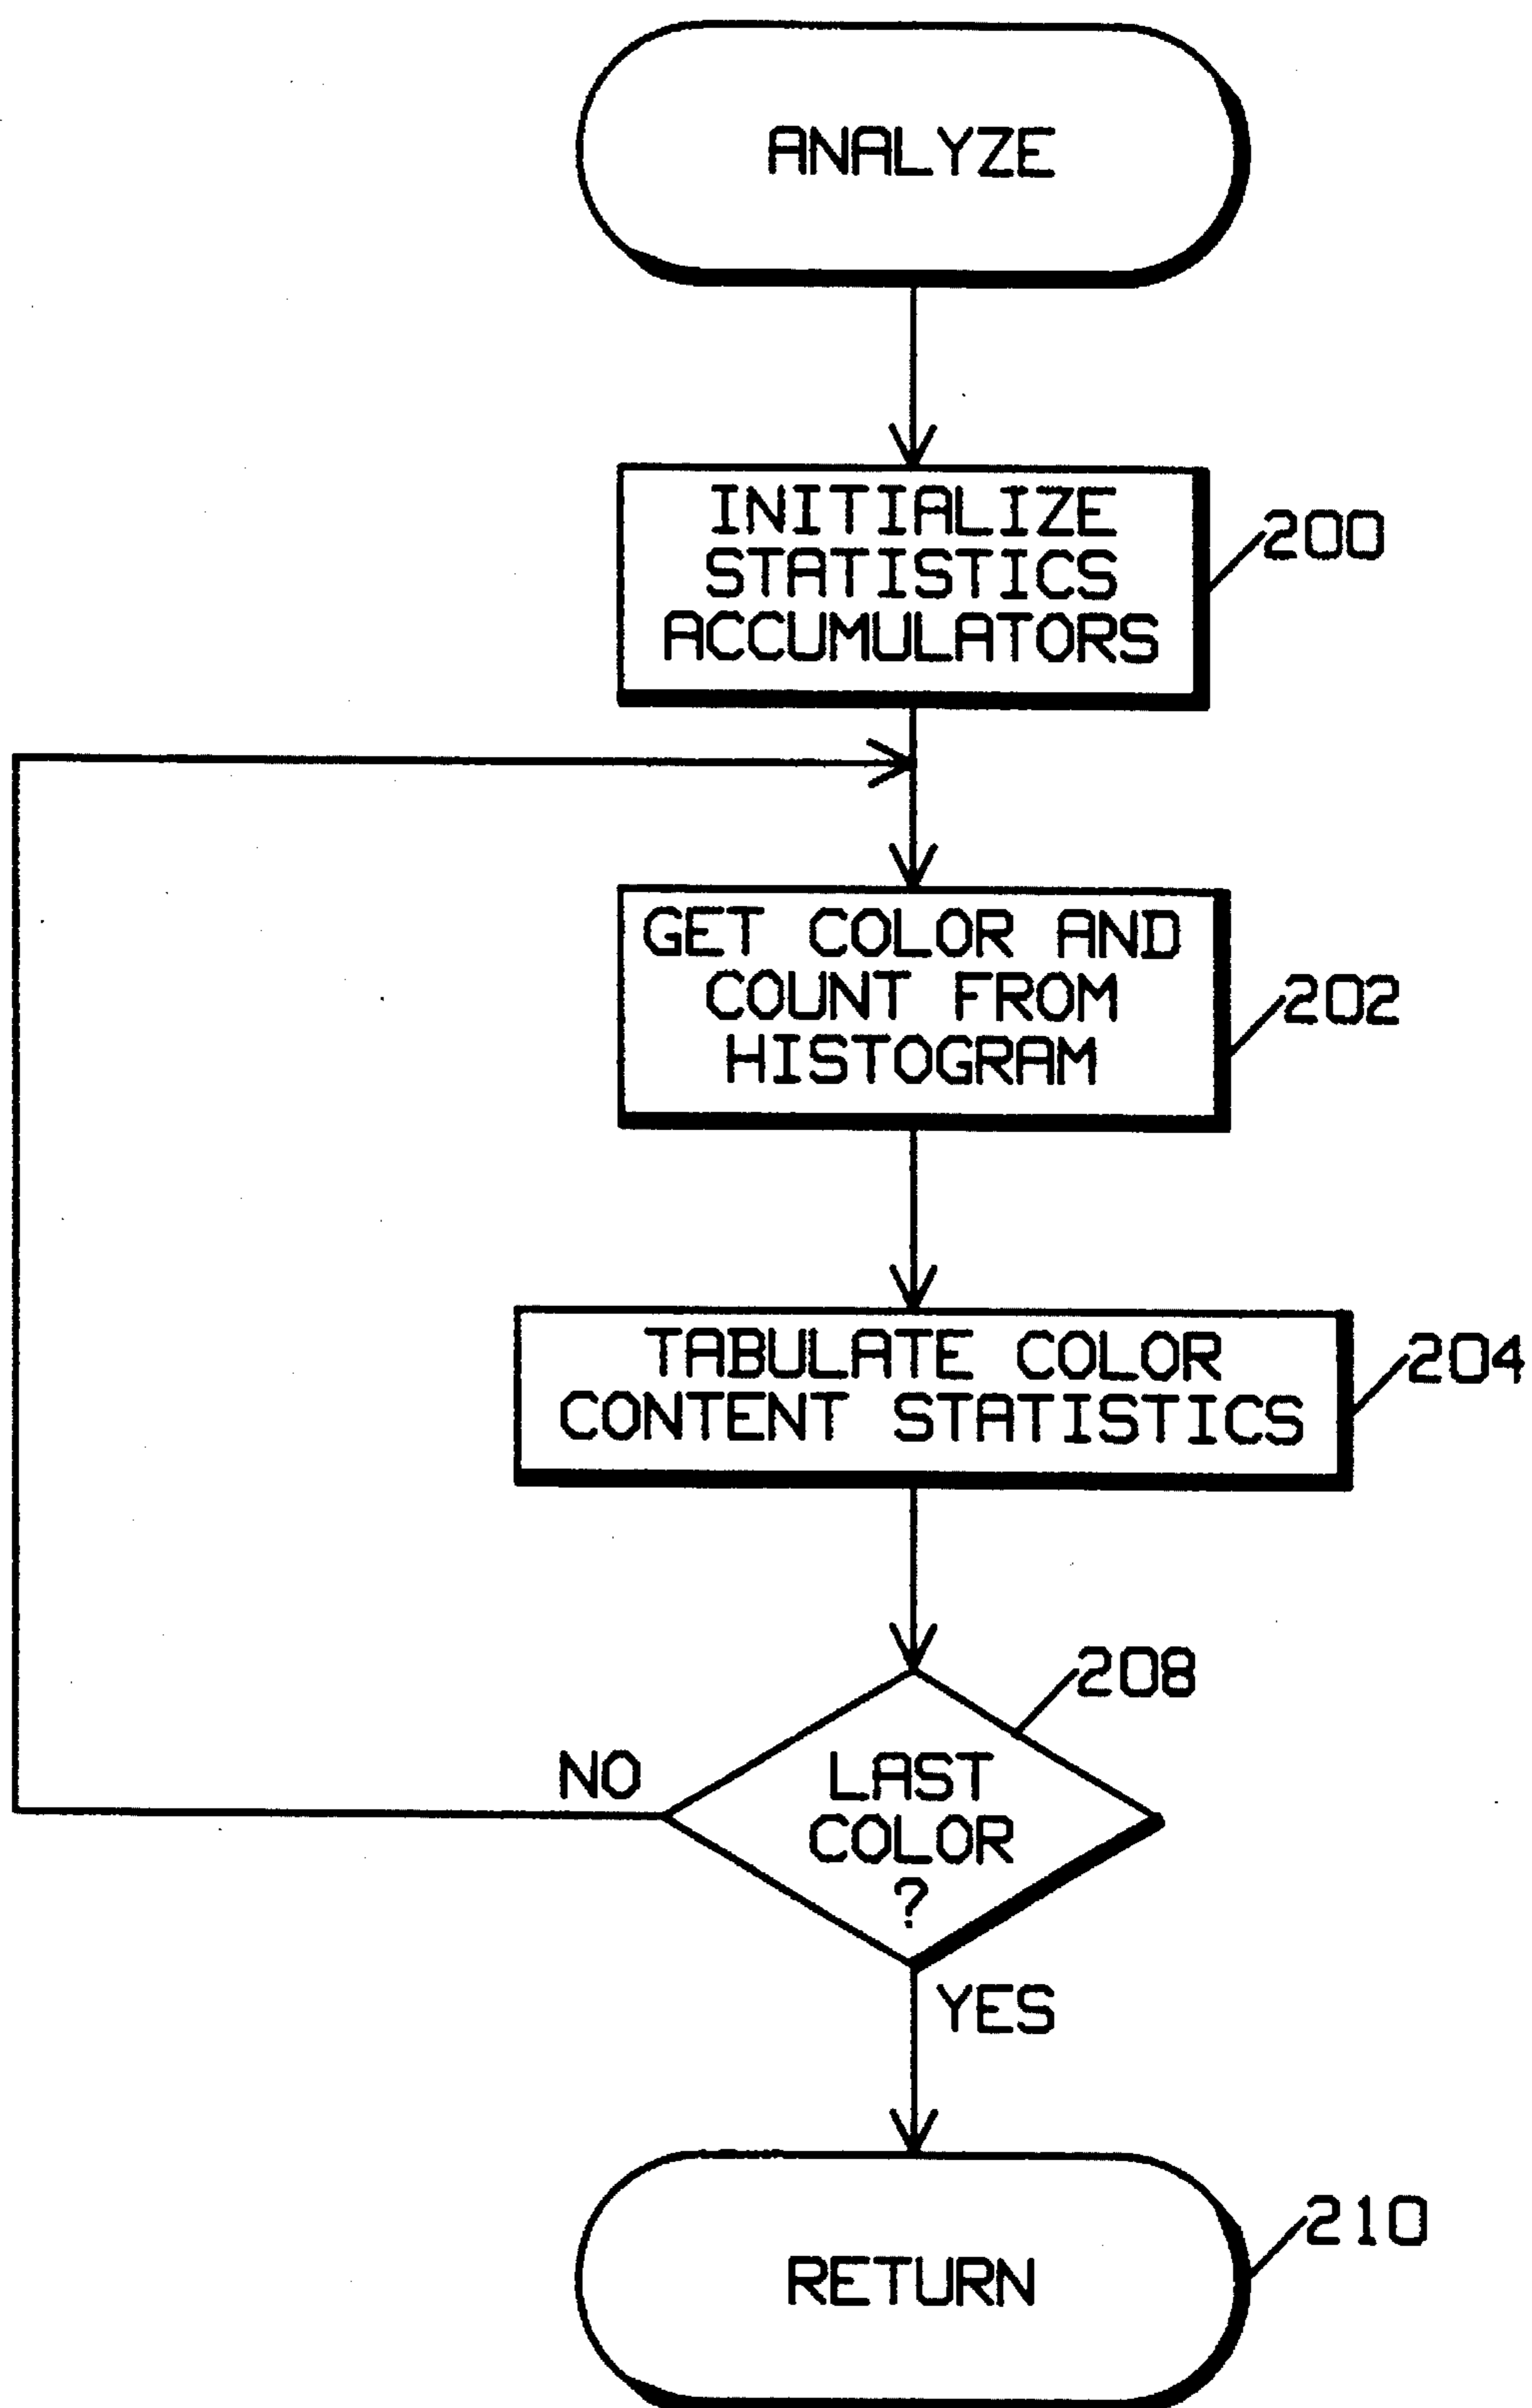 ANALYZE
INITIALIZE
STATISTICS
ACCUMULATORS
200
GET COLOR AND
COUNT FROM
HISTOGRAM
202
TABULATE COLOR
CONTENT STATISTICS
204
208
LAST
COLOR
?
NO
YES
RETURN
210